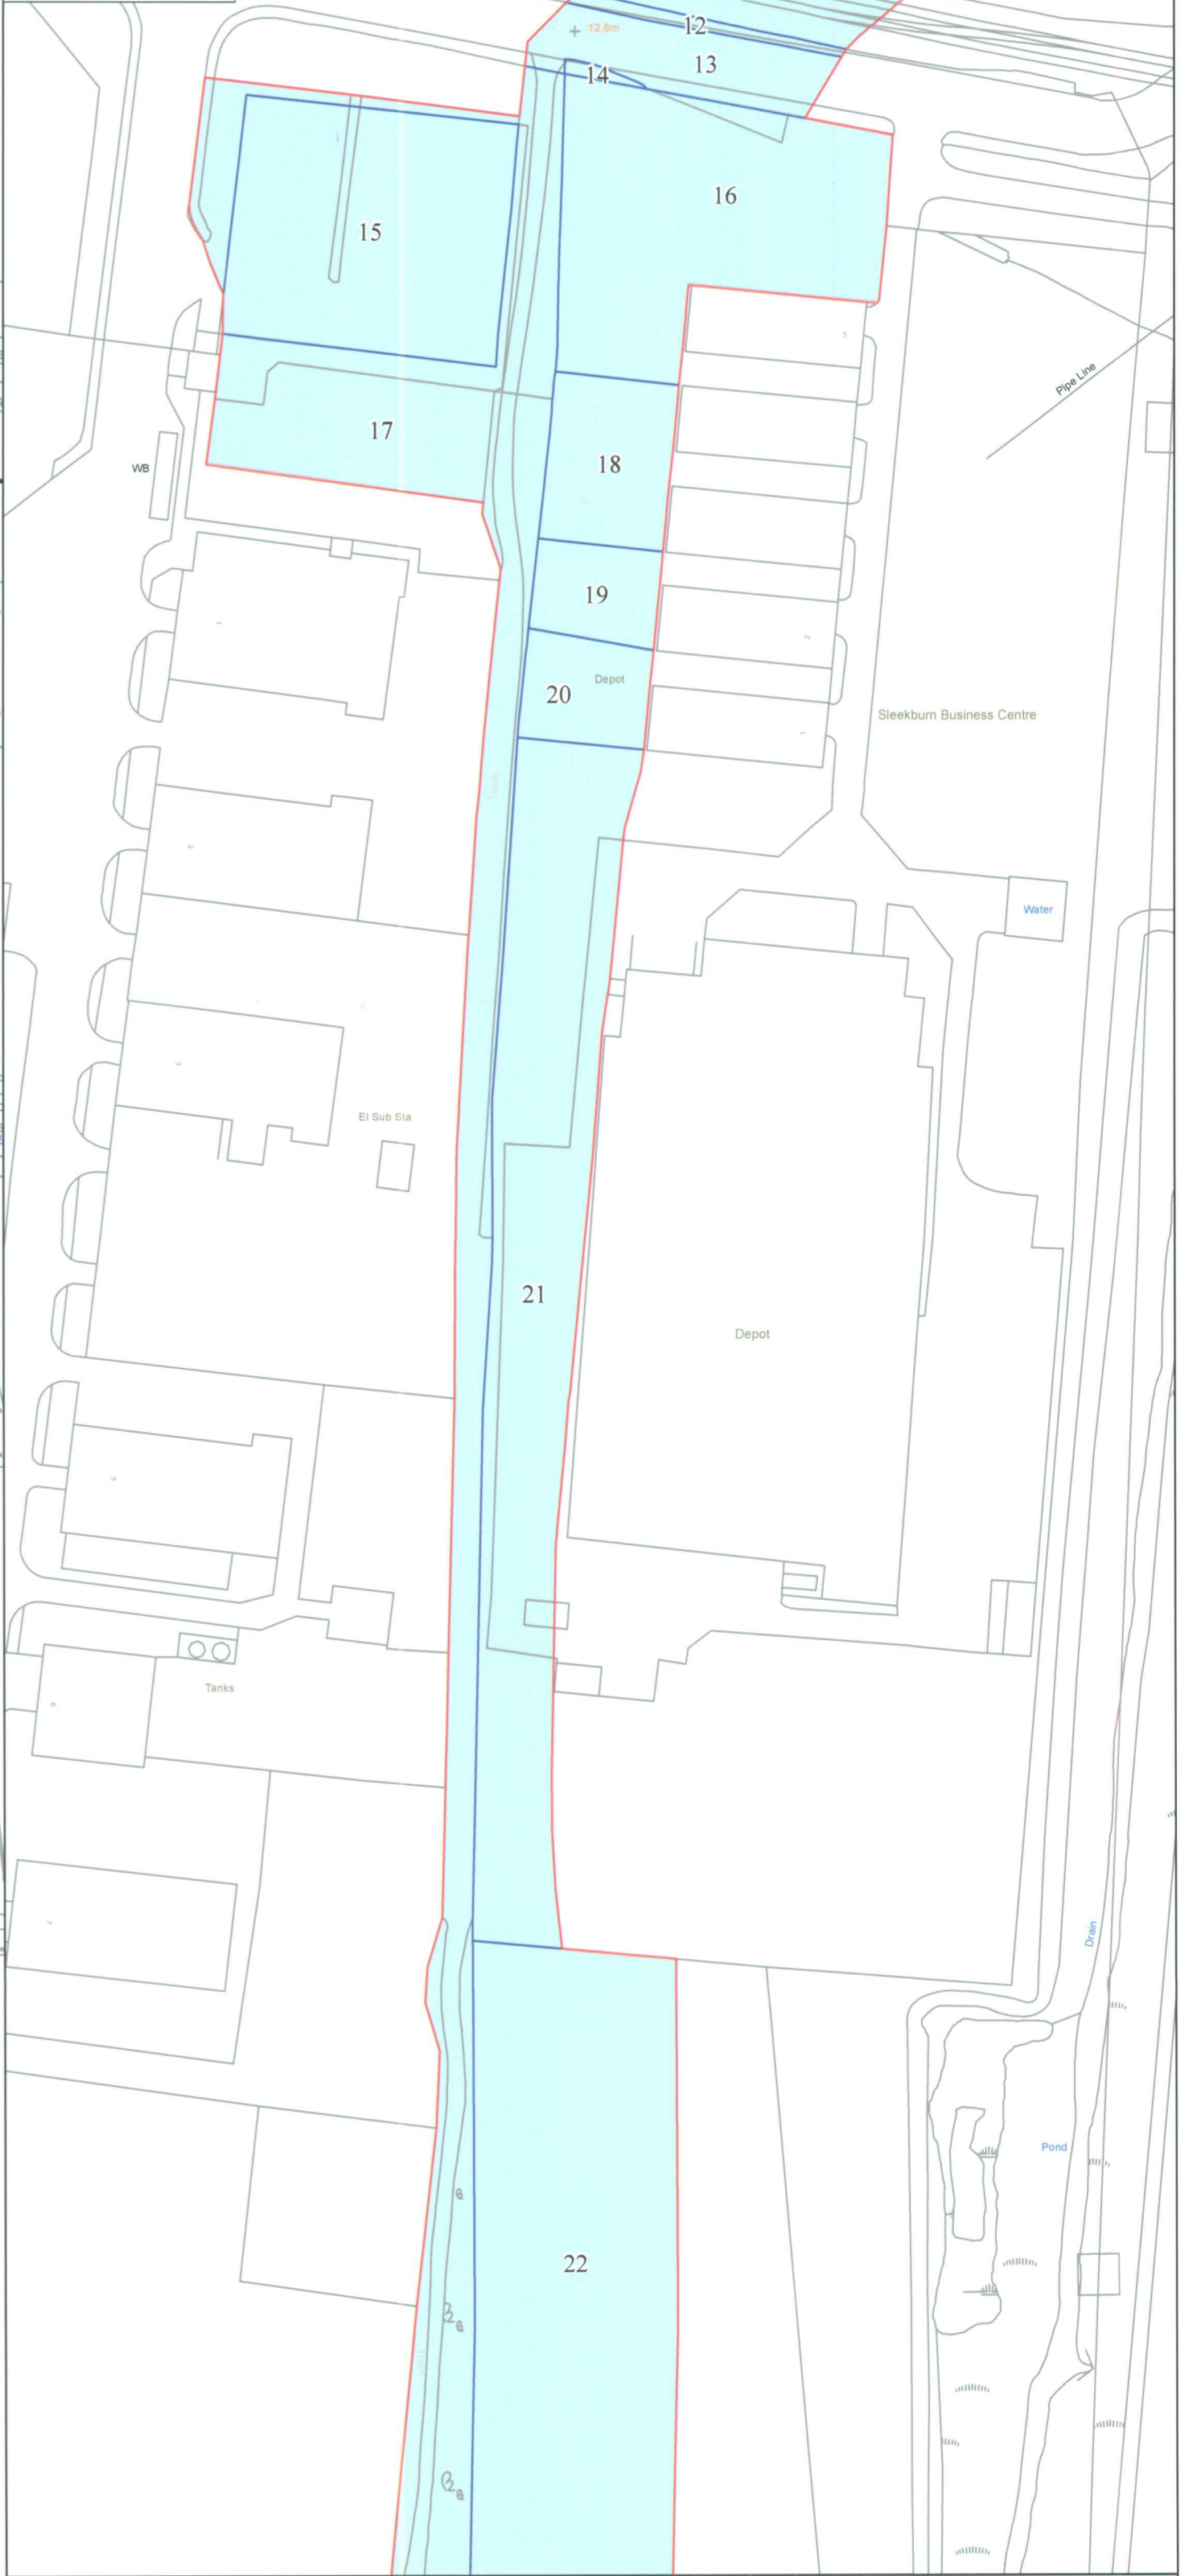 12
12.6m
13
14
16
15
Pipe Line
17
WB
18
19
Depot
20
Sleekburn Business Centre
Track
Water
El Sub Sta
21
Depot
Tanks
Drain
Pond
22